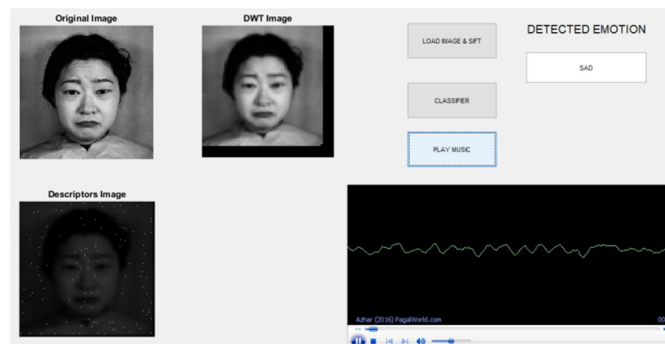 Original Image
DWT Image
LOAD IMAGE & SIFT
DETECTED EMOTION
SAD
CLASSIFIER
PLAY MUSIC
Descriptors Image
Azhar (2016) PagalWorld.com
00